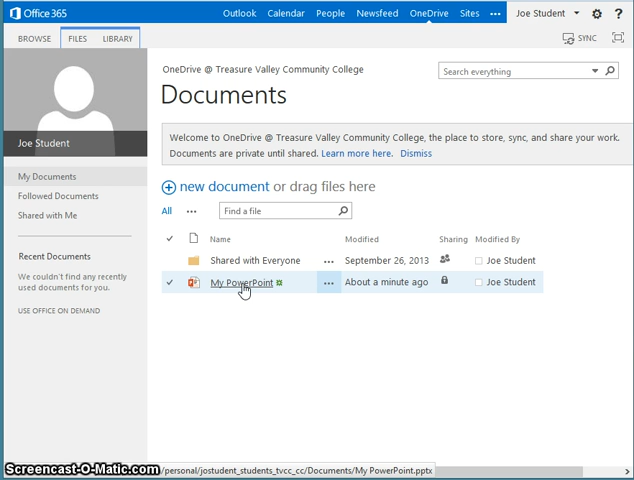 Office 365 Outlook Calendar People Newsfeed OneDrive Sites ••• Joe Student ?
BROWSE FILES LIBRARY SYNC
OneDrive @ Treasure Valley Community College
Search everything
Documents
Joe Student
Welcome to OneDrive @ Treasure Valley Community College, the place to store, sync, and share your work.
Documents are private until shared. Learn more here. Dismiss
My Documents
Followed Documents
Shared with Me
new document or drag files here
All ••• Find a file
Name Modified Sharing Modified By
Shared with Everyone ••• September 26, 2013 Joe Student
My PowerPoint ••• About a minute ago Joe Student
Recent Documents
We couldn't find any recently
used documents for you.
USE OFFICE ON DEMAND
Screencast-O-Matic.com /personal/jostudent_students_tvcc_cc/Documents/My PowerPoint.pptx